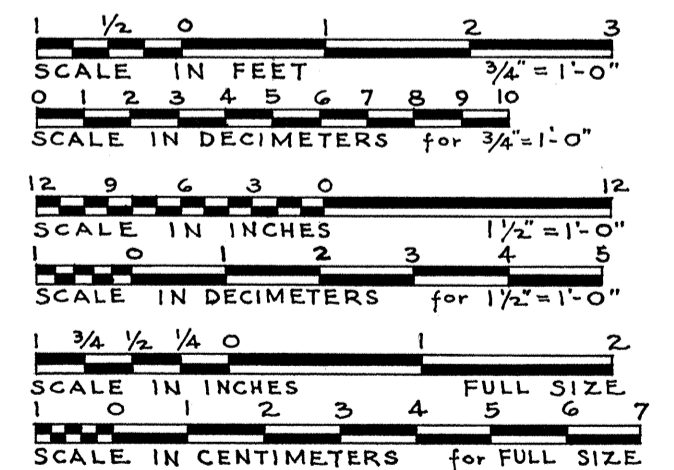 1 1/2 0 1 2 3
SCALE IN FEET 3/4" = 1'-0"
0 1 2 3 4 5 6 7 8 9 10
SCALE IN DECIMETERS for 3/4"=1'-0"
12 9 6 3 0 12
SCALE IN INCHES 1 1/2" = 1'-0"
1 0 1 2 3 4 5
SCALE IN DECIMETERS for 1 1/2"=1'-0"
1 3/4 1/2 1/4 0 1 2
SCALE IN INCHES FULL SIZE
1 0 1 2 3 4 5 6 7
SCALE IN CENTIMETERS for FULL SIZE